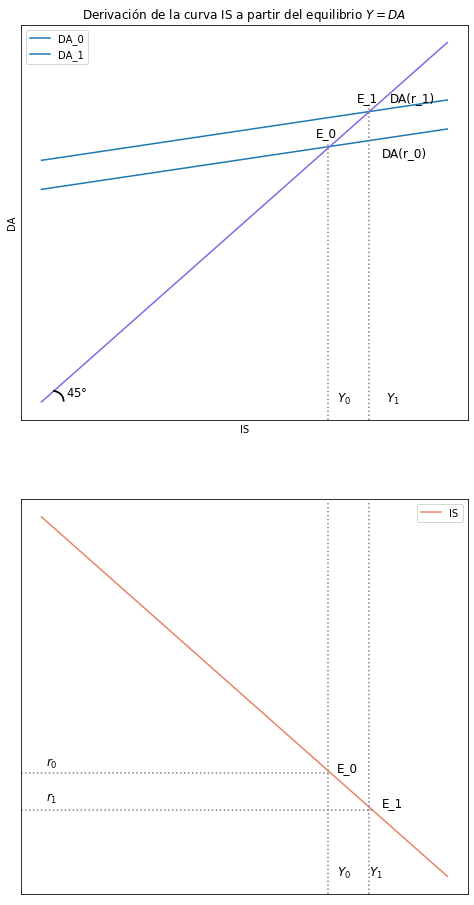 Derivación de la curva IS a partir del equilibrio Y = DA
DA_0
DA_1
E_1
DA(r_1)
E_0
DA(r_0)
DA
45°
Y₀
Y₁
IS
IS
r₀
E_0
r₁
E_1
Y₀
Y₁